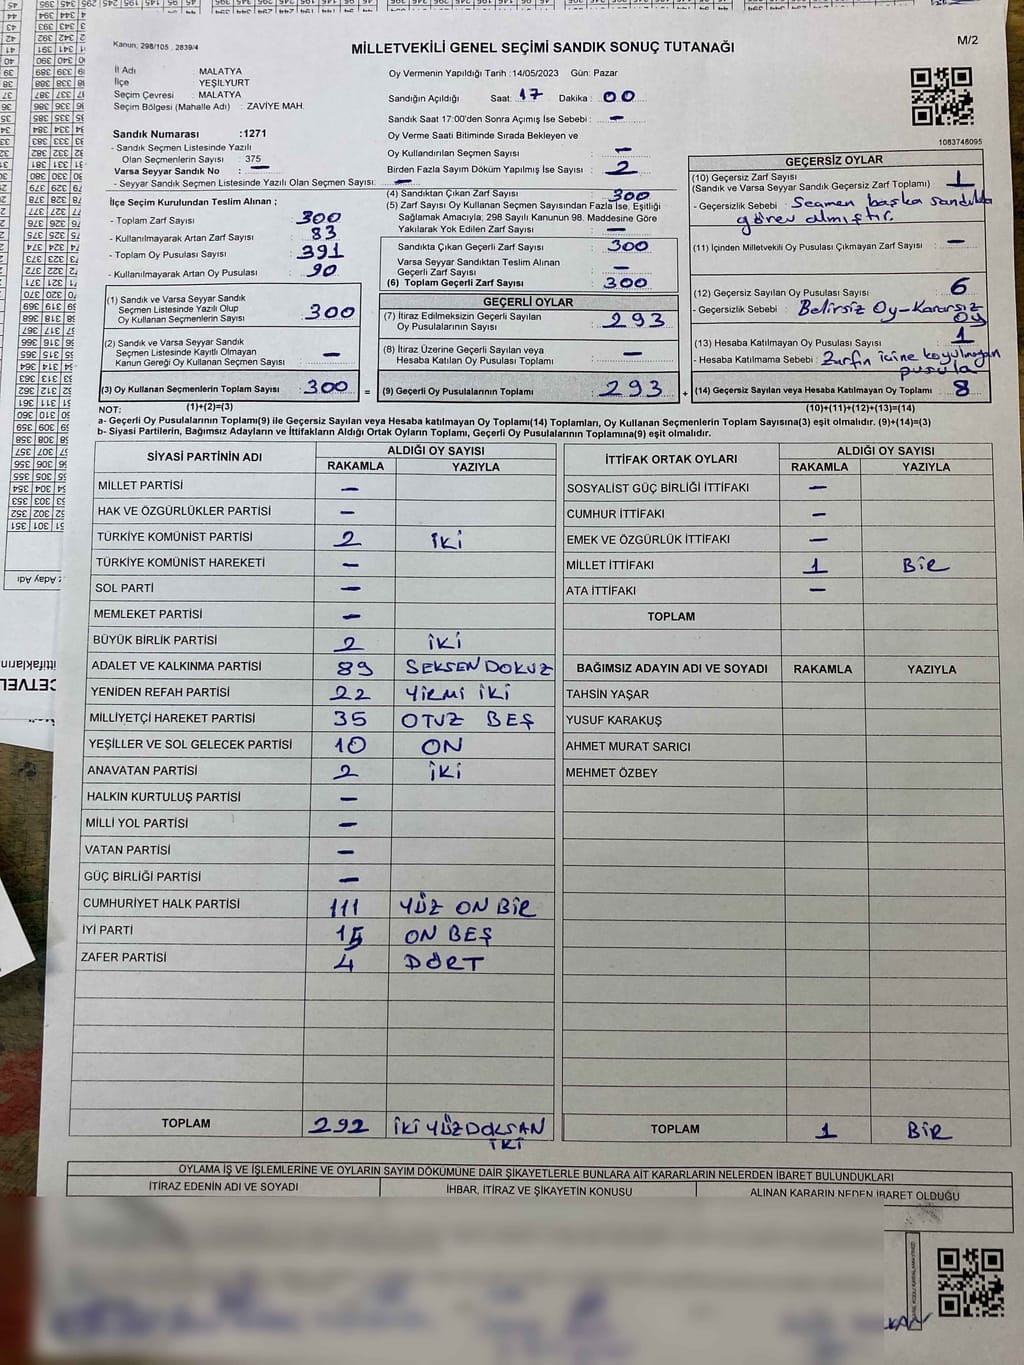 Kanun; 298/105 , 2839/4
MİLLETVEKİLİ GENEL SEÇİMİ SANDIK SONUÇ TUTANAĞI
M/2
İl Adı : MALATYA
İlçe : YEŞİLYURT
Seçim Çevresi : MALATYA
Seçim Bölgesi (Mahalle Adı) : ZAVİYE MAH.
Sandık Numarası :1271
- Sandık Seçmen Listesinde Yazılı
Olan Seçmenlerin Sayısı : 375
Varsa Seyyar Sandık No : —
- Seyyar Sandık Seçmen Listesinde Yazılı Olan Seçmen Sayısı: —
İlçe Seçim Kurulundan Teslim Alınan ;
- Toplam Zarf Sayısı : 300
- Kullanılmayarak Artan Zarf Sayısı : 83
- Toplam Oy Pusulası Sayısı : 391
- Kullanılmayarak Artan Oy Pusulası : 90
(1) Sandık ve Varsa Seyyar Sandık
Seçmen Listesinde Yazılı Olup
Oy Kullanan Seçmenlerin Sayısı : 300
(2) Sandık ve Varsa Seyyar Sandık
Seçmen Listesinde Kayıtlı Olmayan
Kanun Gereği Oy Kullanan Seçmen Sayısı : —
(3) Oy Kullanan Seçmenlerin Toplam Sayısı : 300 =
(1)+(2)=(3)
Oy Vermenin Yapıldığı Tarih :14/05/2023 Gün: Pazar
Sandığın Açıldığı Saat: 17 Dakika : 00
Sandık Saat 17:00'den Sonra Açımış İse Sebebi : —
Oy Verme Saati Bitiminde Sırada Bekleyen ve
Oy Kullandırılan Seçmen Sayısı : —
Birden Fazla Sayım Döküm Yapılmış İse Sayısı : 2
(4) Sandıktan Çıkan Zarf Sayısı : 300
(5) Zarf Sayısı Oy Kullanan Seçmen Sayısından Fazla İse, Eşitliği
Sağlamak Amacıyla; 298 Sayılı Kanunun 98. Maddesine Göre
Yakılarak Yok Edilen Zarf Sayısı : —
Sandıkta Çıkan Geçerli Zarf Sayısı : 300
Varsa Seyyar Sandıktan Teslim Alınan
Geçerli Zarf Sayısı : —
(6) Toplam Geçerli Zarf Sayısı : 300
GEÇERLİ OYLAR
(7) İtiraz Edilmeksizin Geçerli Sayılan
Oy Pusulalarının Sayısı : 293
(8) İtiraz Üzerine Geçerli Sayılan veya
Hesaba Katılan Oy Pusulası Toplamı : —
(9) Geçerli Oy Pusulalarının Toplamı : 293 +
1083748095
GEÇERSİZ OYLAR
(10) Geçersiz Zarf Sayısı
(Sandık ve Varsa Seyyar Sandık Geçersiz Zarf Toplamı) : 1
- Geçersizlik Sebebi : Seçmen başka sandıkta
görev almıştır.
(11) İçinden Milletvekili Oy Pusulası Çıkmayan Zarf Sayısı : —
(12) Geçersiz Sayılan Oy Pusulası Sayısı : 6
- Geçersizlik Sebebi : Belirsiz Oy-Kararsız
Oy
(13) Hesaba Katılmayan Oy Pusulası Sayısı : 1
- Hesaba Katılmama Sebebi : Zarfın içine koyulmayan
pusula
(14) Geçersiz Sayılan veya Hesaba Katılmayan Oy Toplamı : 8
(10)+(11)+(12)+(13)=(14)
NOT:
a- Geçerli Oy Pusulalarının Toplamı(9) ile Geçersiz Sayılan veya Hesaba katılmayan Oy Toplamı(14) Toplamları, Oy Kullanan Seçmenlerin Toplam Sayısına(3) eşit olmalıdır. (9)+(14)=(3)
b- Siyasi Partilerin, Bağımsız Adayların ve İttifakların Aldığı Ortak Oyların Toplamı, Geçerli Oy Pusulalarının Toplamına(9) eşit olmalıdır.
SİYASİ PARTİNİN ADI ALDIĞI OY SAYISI
RAKAMLA YAZIYLA
MİLLET PARTİSİ —
HAK VE ÖZGÜRLÜKLER PARTİSİ —
TÜRKİYE KOMÜNİST PARTİSİ 2 İKİ
TÜRKİYE KOMÜNİST HAREKETİ —
SOL PARTİ —
MEMLEKET PARTİSİ —
BÜYÜK BİRLİK PARTİSİ 2 İKİ
ADALET VE KALKINMA PARTİSİ 89 SEKSEN DOKUZ
YENİDEN REFAH PARTİSİ 22 YİRMİ İKİ
MİLLİYETÇİ HAREKET PARTİSİ 35 OTUZ BEŞ
YEŞİLLER VE SOL GELECEK PARTİSİ 10 ON
ANAVATAN PARTİSİ 2 İKİ
HALKIN KURTULUŞ PARTİSİ —
MİLLİ YOL PARTİSİ —
VATAN PARTİSİ —
GÜÇ BİRLİĞİ PARTİSİ —
CUMHURİYET HALK PARTİSİ 111 YÜZ ON BİR
İYİ PARTİ 15 ON BEŞ
ZAFER PARTİSİ 4 DÖRT
TOPLAM 292 İKİ YÜZ DOKSAN
İKİ
İTTİFAK ORTAK OYLARI ALDIĞI OY SAYISI
RAKAMLA YAZIYLA
SOSYALİST GÜÇ BİRLİĞİ İTTİFAKI —
CUMHUR İTTİFAKI —
EMEK VE ÖZGÜRLÜK İTTİFAKI —
MİLLET İTTİFAKI 1 BİR
ATA İTTİFAKI —
TOPLAM
BAĞIMSIZ ADAYIN ADI VE SOYADI RAKAMLA YAZIYLA
TAHSİN YAŞAR
YUSUF KARAKUŞ
AHMET MURAT SARICI
MEHMET ÖZBEY
TOPLAM 1 BİR
OYLAMA İŞ VE İŞLEMLERİNE VE OYLARIN SAYIM DÖKÜMÜNE DAİR ŞİKAYETLERLE BUNLARA AİT KARARLARIN NELERDEN İBARET BULUNDUKLARI
İTİRAZ EDENİN ADI VE SOYADI İHBAR, İTİRAZ VE ŞİKAYETİN KONUSU ALINAN KARARIN NEDEN İBARET OLDUĞU